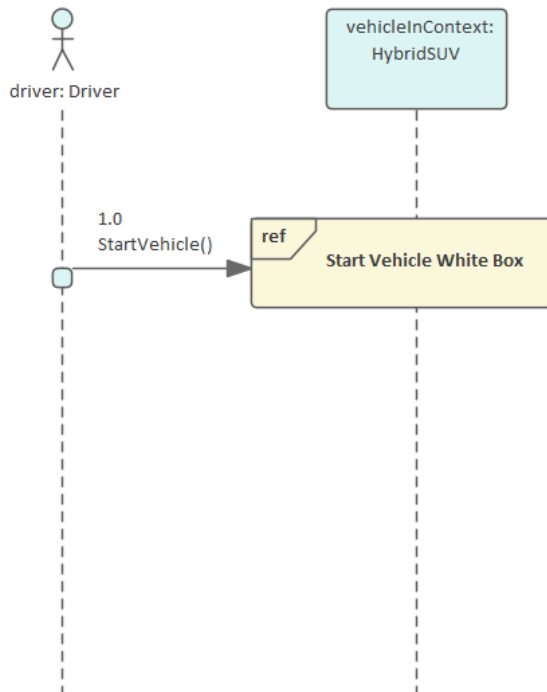 vehicleInContext:
HybridSUV
driver: Driver
1.0
StartVehicle()
ref
Start Vehicle White Box